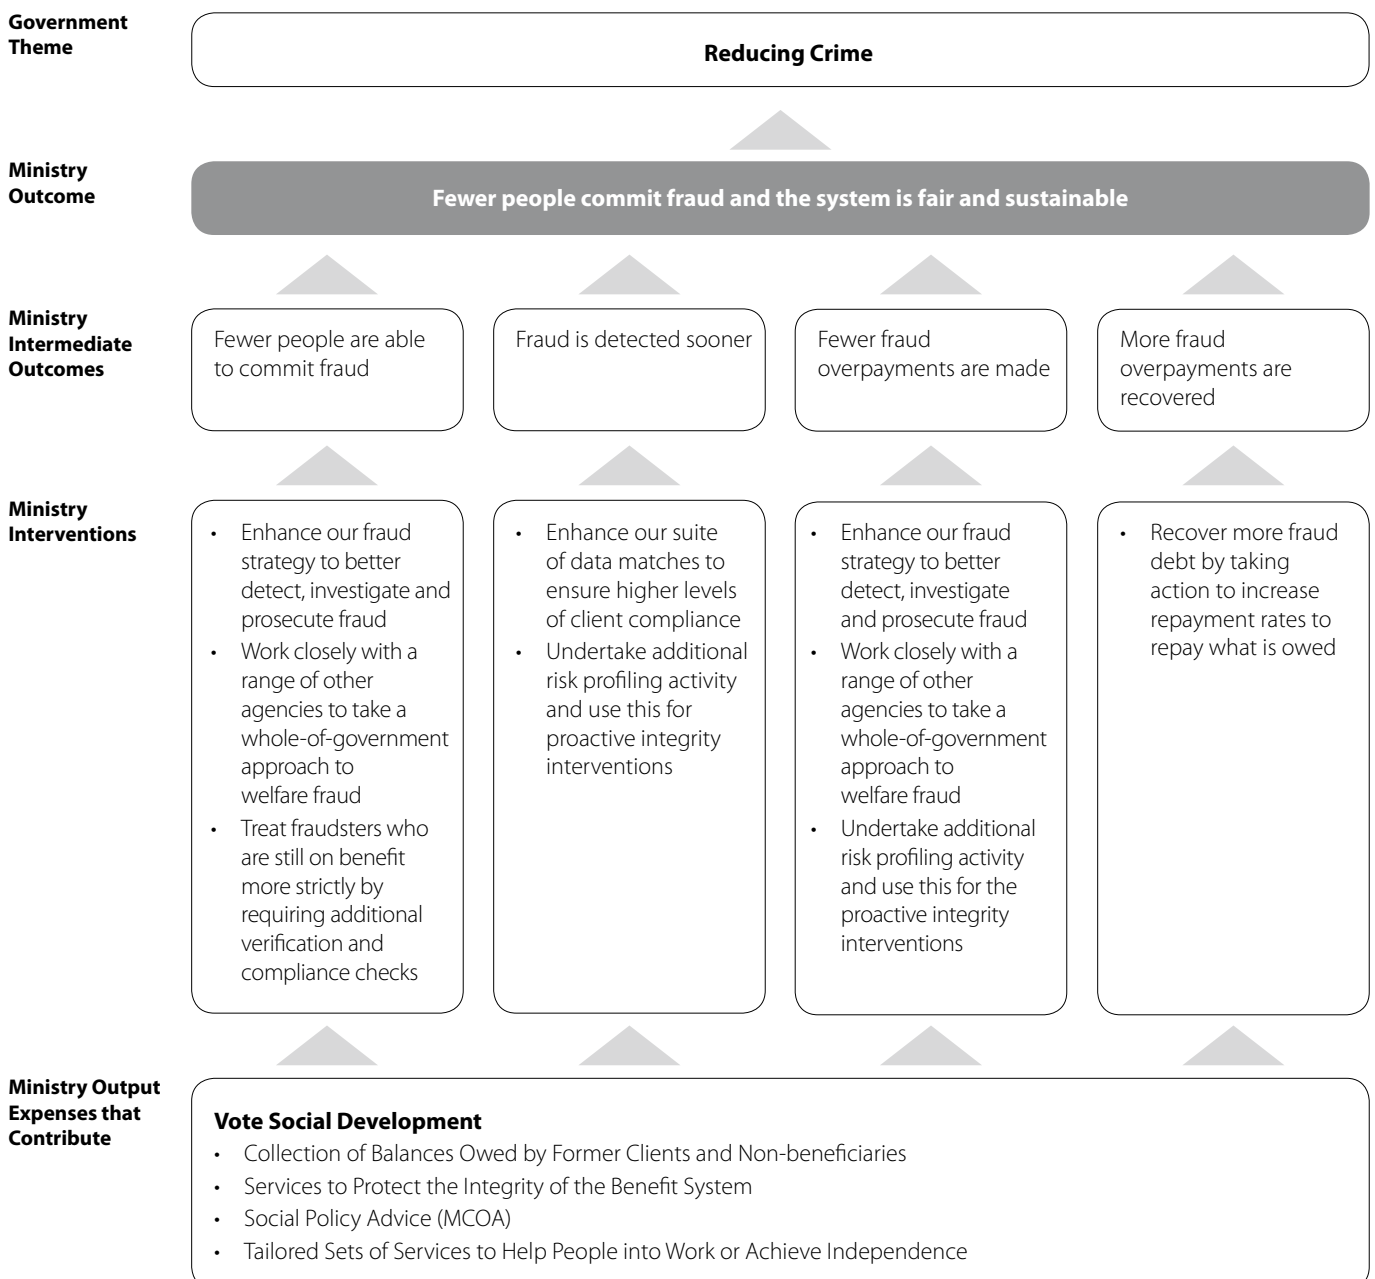 Government
Theme
Reducing Crime
Ministry
Outcome
Fewer people commit fraud and the system is fair and sustainable
Ministry
Intermediate
Outcomes
Fewer people are able
to commit fraud
Fraud is detected sooner
Fewer fraud
overpayments are made
More fraud
overpayments are
recovered
Ministry
Interventions
• Enhance our fraud
strategy to better
detect, investigate and
prosecute fraud
• Work closely with a
range of other
agencies to take a
whole-of-government
approach to
welfare fraud
• Treat fraudsters who
are still on benefit
more strictly by
requiring additional
verification and
compliance checks
• Enhance our suite
of data matches to
ensure higher levels
of client compliance
• Undertake additional
risk profiling activity
and use this for
proactive integrity
interventions
• Enhance our fraud
strategy to better
detect, investigate
and prosecute fraud
• Work closely with a
range of other
agencies to take a
whole-of-government
approach to
welfare fraud
• Undertake additional
risk profiling activity
and use this for the
proactive integrity
interventions
• Recover more fraud
debt by taking
action to increase
repayment rates to
repay what is owed
Ministry Output
Expenses that
Contribute
Vote Social Development
• Collection of Balances Owed by Former Clients and Non-beneficiaries
• Services to Protect the Integrity of the Benefit System
• Social Policy Advice (MCOA)
• Tailored Sets of Services to Help People into Work or Achieve Independence